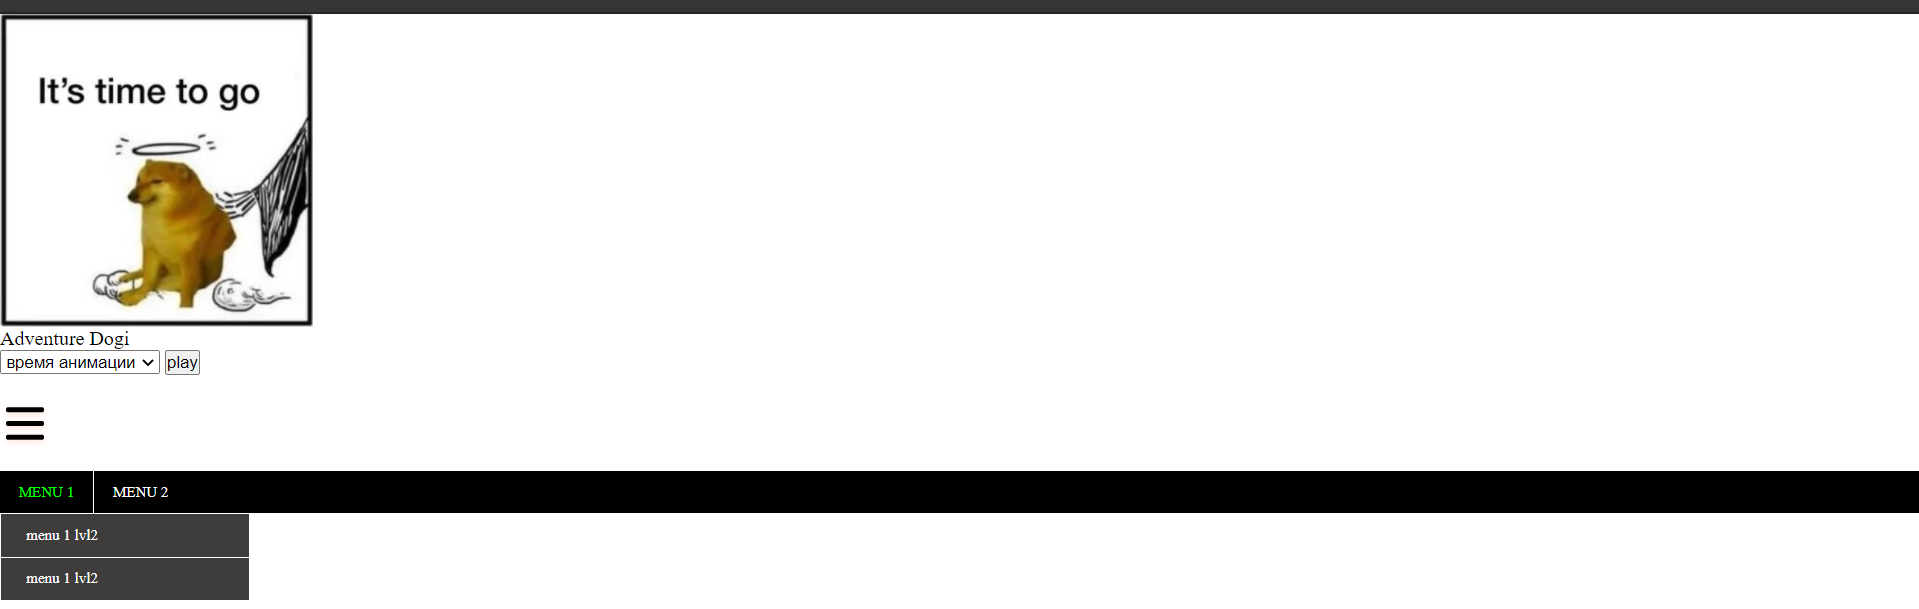 It's time to go
Adventure Dogi
время анимации play
MENU 1 MENU 2
menu 1 lvl2
menu 1 lvl2